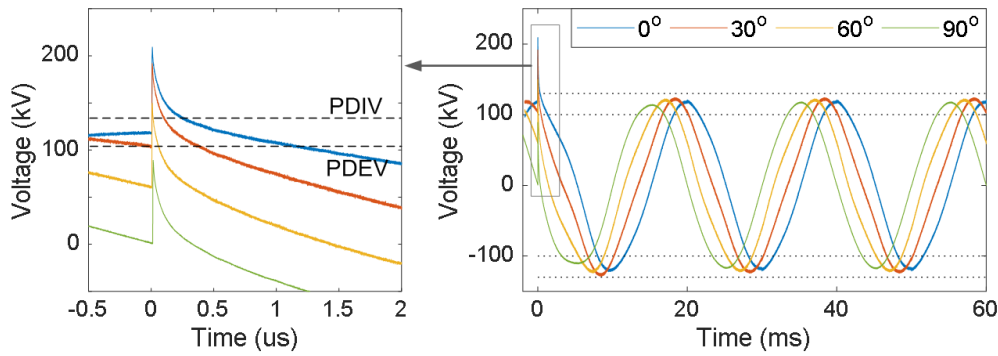 Voltage (kV)
200
100
0
PDIV
PDEV
-0.5 0 0.5 1 1.5 2
Time (us)
0° 30° 60° 90°
Voltage (kV)
200
100
0
-100
0 20 40 60
Time (ms)